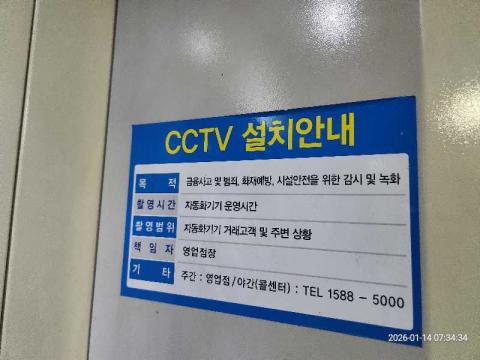 CCTV 설치안내
목 적 금융사고 및 범죄, 화재예방, 시설안전을 위한 감시 및 녹화
촬영시간 자동화기기 운영시간
촬영범위 자동화기기 거래고객 및 주변 상황
책 임 자 영업점장
기 타 주간 : 영업점 / 야간(콜센터) : TEL 1588 - 5000
2026-01-14 07:34:34